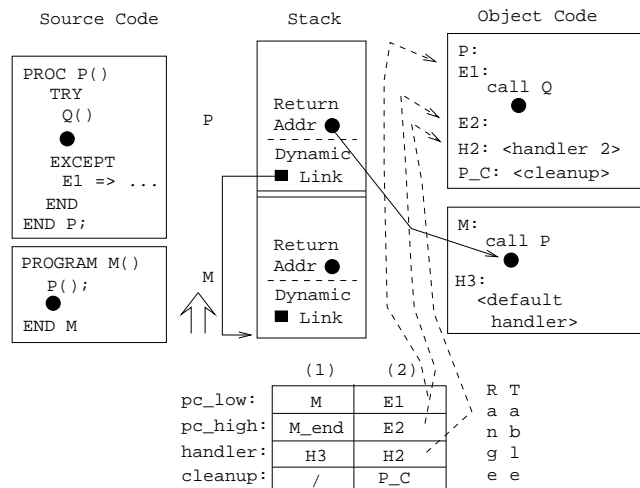 Source Code
Stack
Object Code
PROC P()
TRY
Q()
EXCEPT
E1 => ...
END
END P;
PROGRAM M()
P();
END M
P
M
Return
Addr
Dynamic
Link
Return
Addr
Dynamic
Link
P:
E1:
call Q
E2:
H2: <handler 2>
P_C: <cleanup>
M:
call P
H3:
<default
handler>
(1) (2)
pc_low: M E1
pc_high: M_end E2
handler: H3 H2
cleanup: / P_C
Range
Table